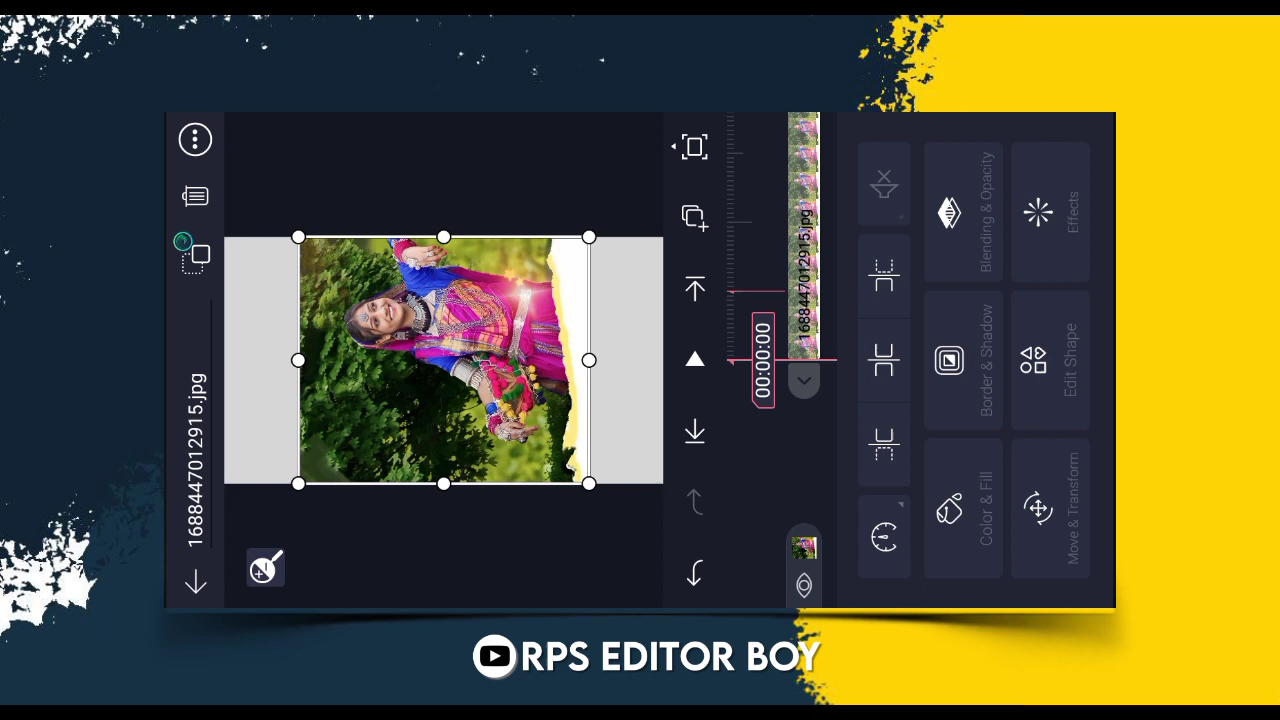 1688447012915.jpg
00:00:00
1688447012915.jpg
Color & Fill
Border & Shadow
Blending & Opacity
Move & Transform
Edit Shape
Effects
RPS EDITOR BOY